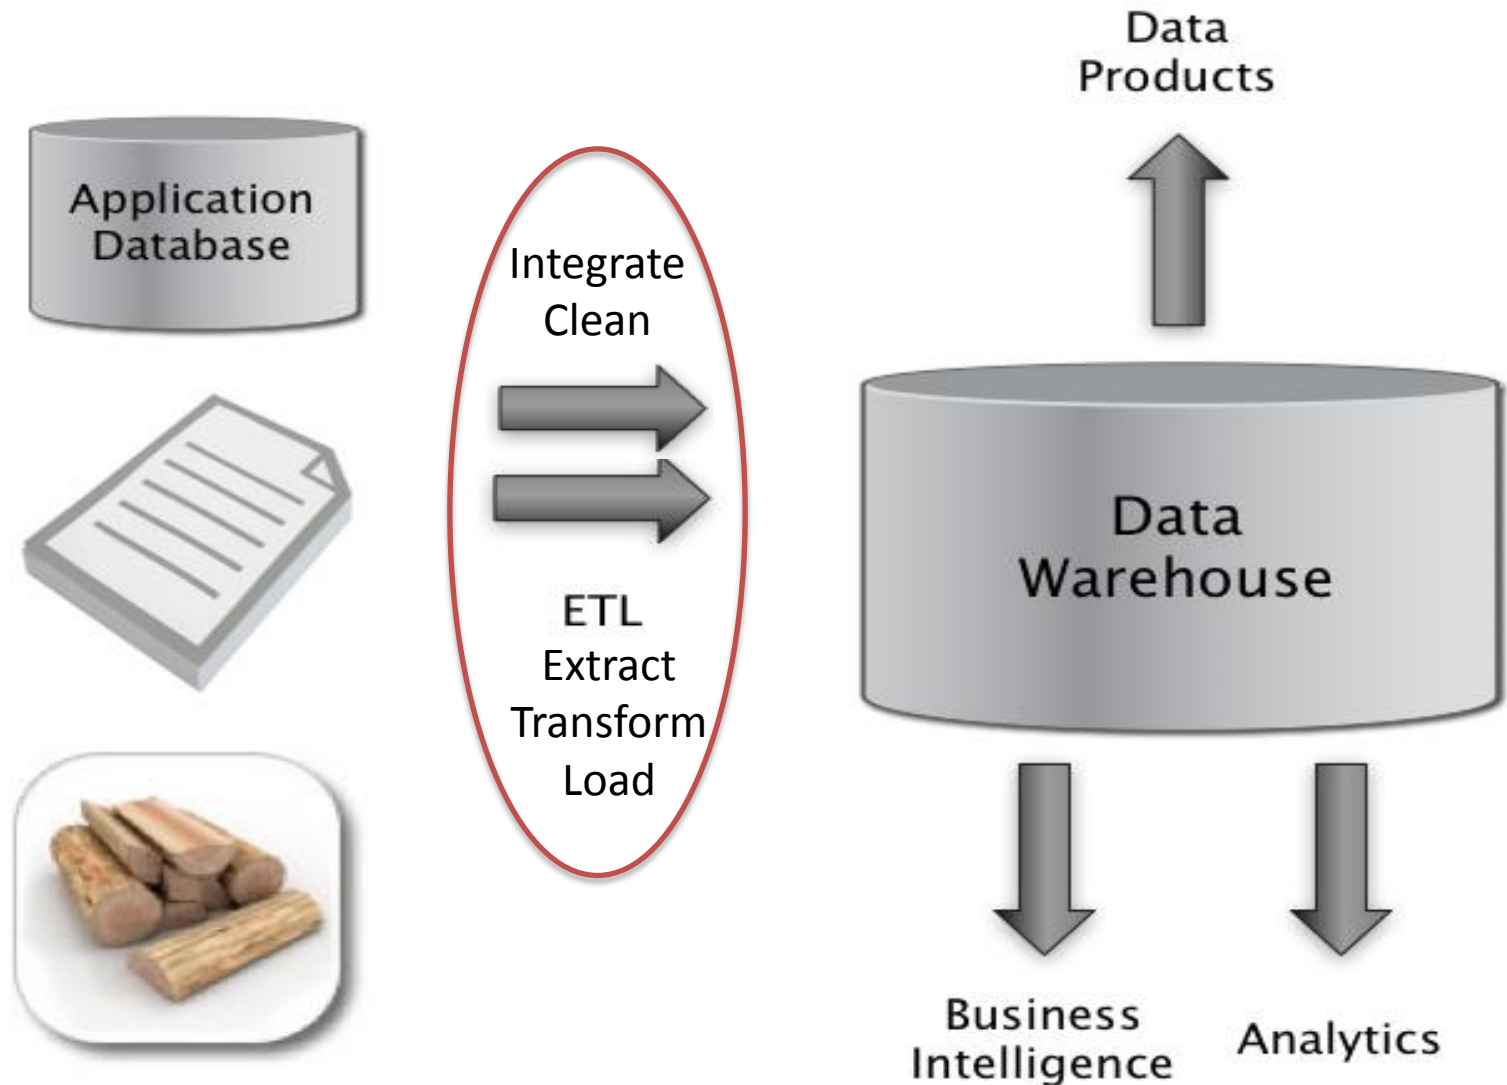 Data
Products
Application
Database
Integrate
Clean
ETL
Extract
Transform
Load
Data
Warehouse
Business
Intelligence
Analytics